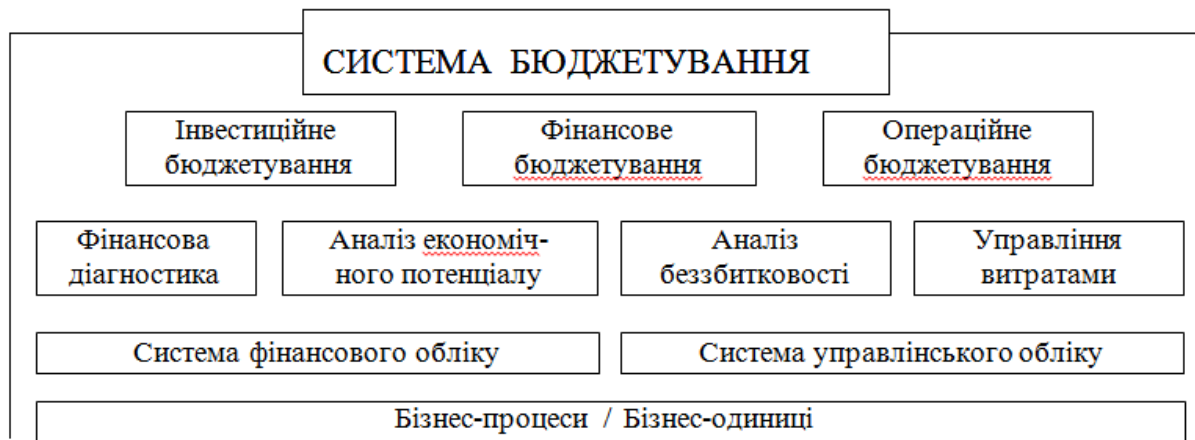 СИСТЕМА БЮДЖЕТУВАННЯ
Інвестиційне
бюджетування
Фінансове
бюджетування
Операційне
бюджетування
Фінансова
діагностика
Аналіз економіч-
ного потенціалу
Аналіз
беззбитковості
Управління
витратами
Система фінансового обліку
Система управлінського обліку
Бізнес-процеси / Бізнес-одиниці